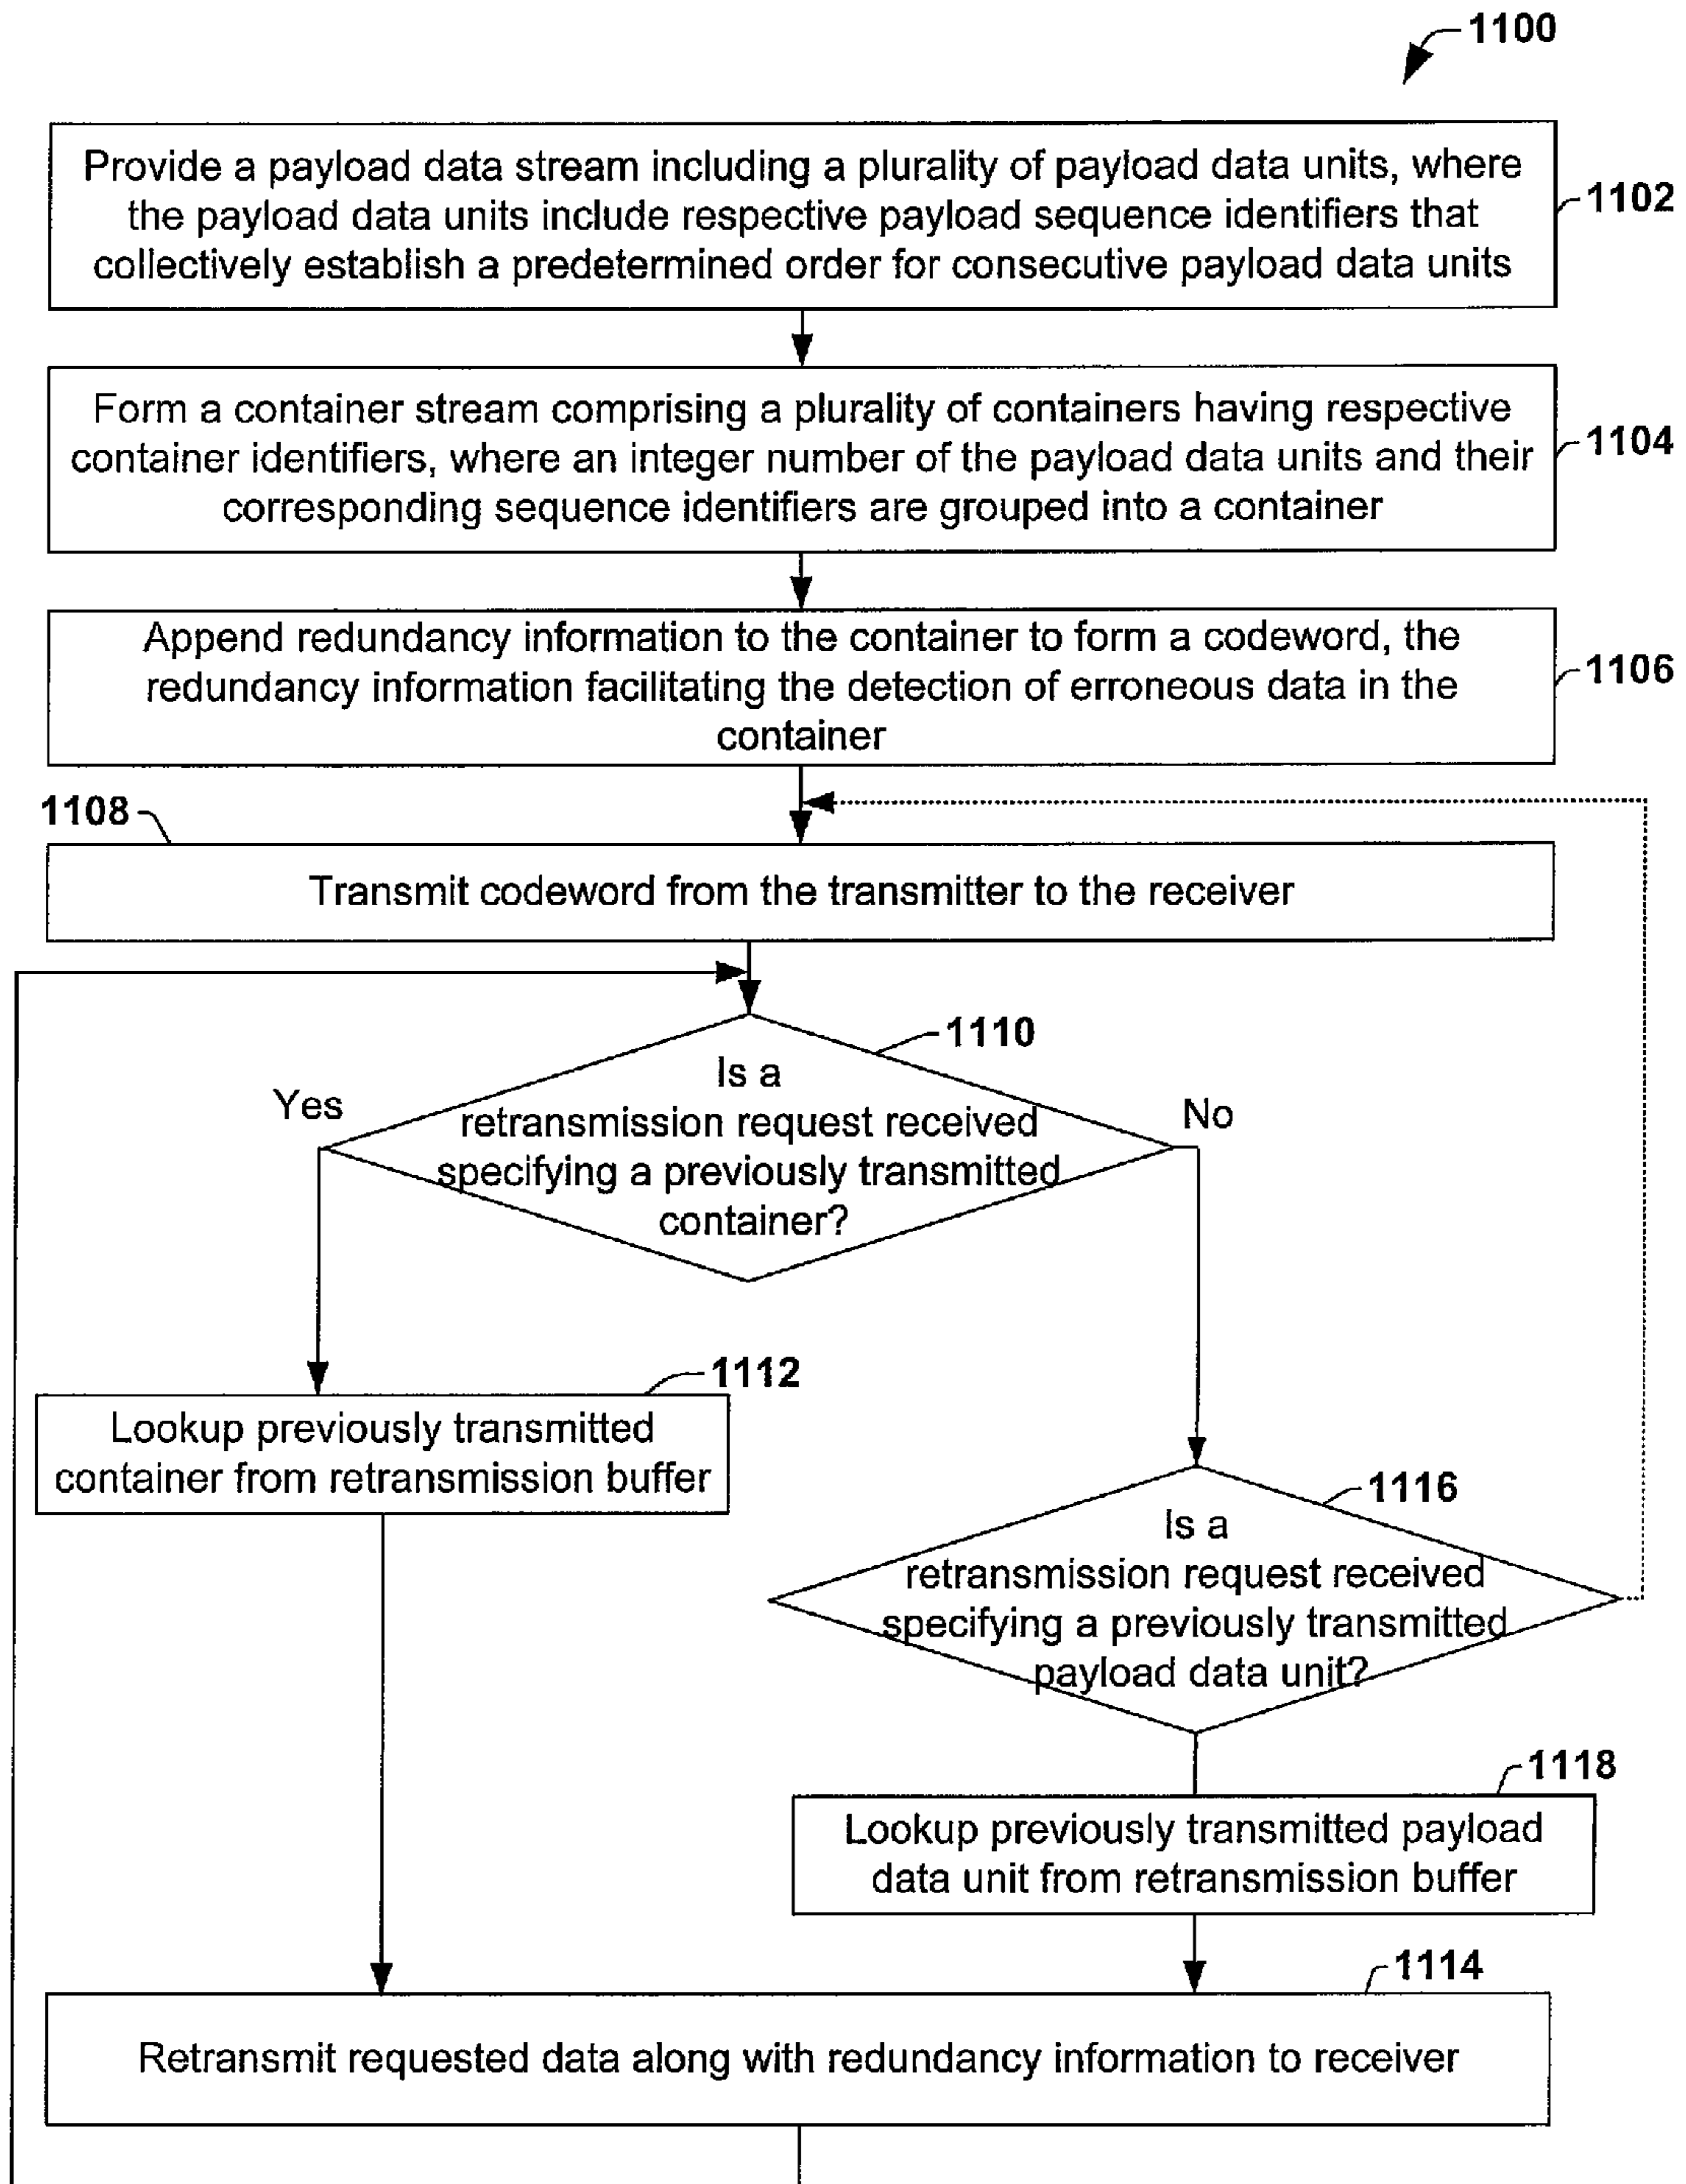 1100
Provide a payload data stream including a plurality of payload data units, where
the payload data units include respective payload sequence identifiers that
collectively establish a predetermined order for consecutive payload data units
1102
Form a container stream comprising a plurality of containers having respective
container identifiers, where an integer number of the payload data units and their
corresponding sequence identifiers are grouped into a container
1104
Append redundancy information to the container to form a codeword, the
redundancy information facilitating the detection of erroneous data in the
container
1106
1108
Transmit codeword from the transmitter to the receiver
1110
Is a
retransmission request received
specifying a previously transmitted
container?
Yes
No
1112
Lookup previously transmitted
container from retransmission buffer
1116
Is a
retransmission request received
specifying a previously transmitted
payload data unit?
1118
Lookup previously transmitted payload
data unit from retransmission buffer
1114
Retransmit requested data along with redundancy information to receiver